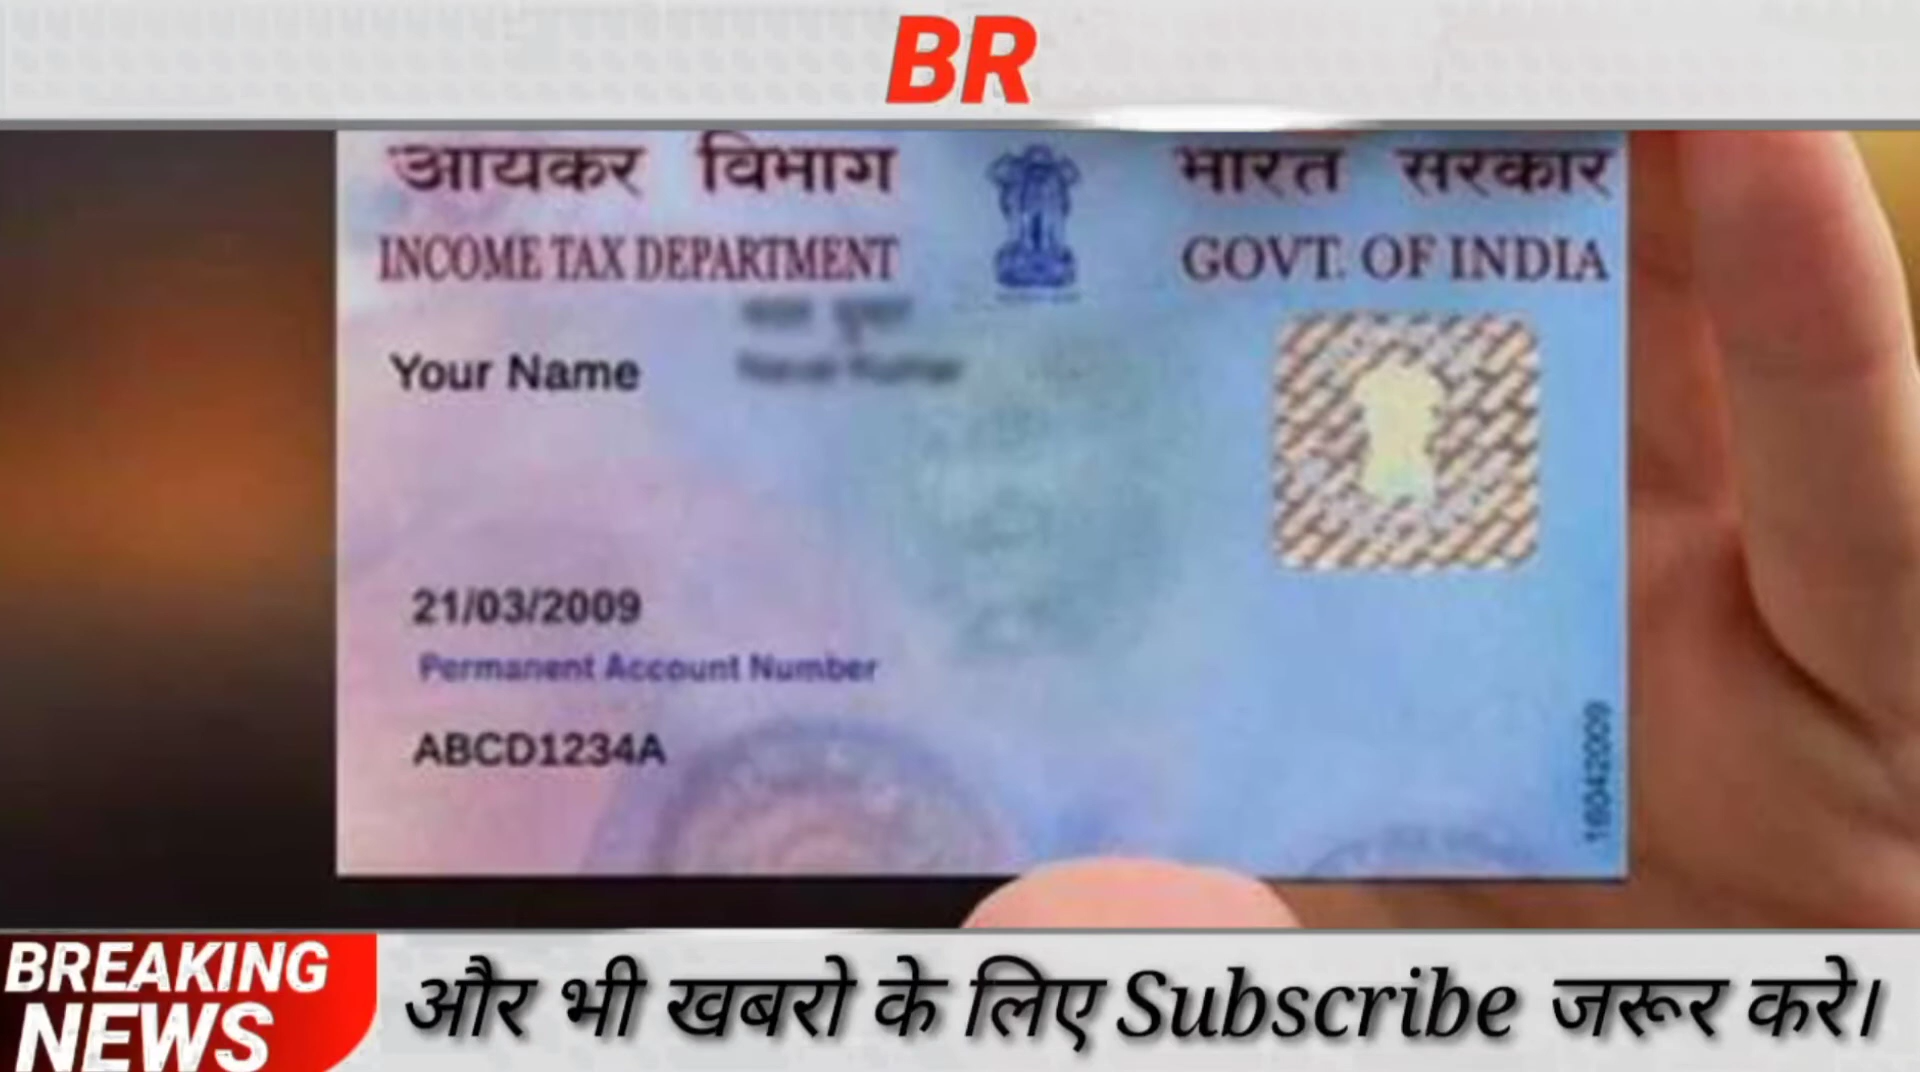 BR
आयकर विभाग
भारत सरकार
INCOME TAX DEPARTMENT
GOVT. OF INDIA
Your Name
21/03/2009
Permanent Account Number
ABCD1234A
16042009
BREAKING
NEWS
और भी खबरो के लिए Subscribe जरूर करे।